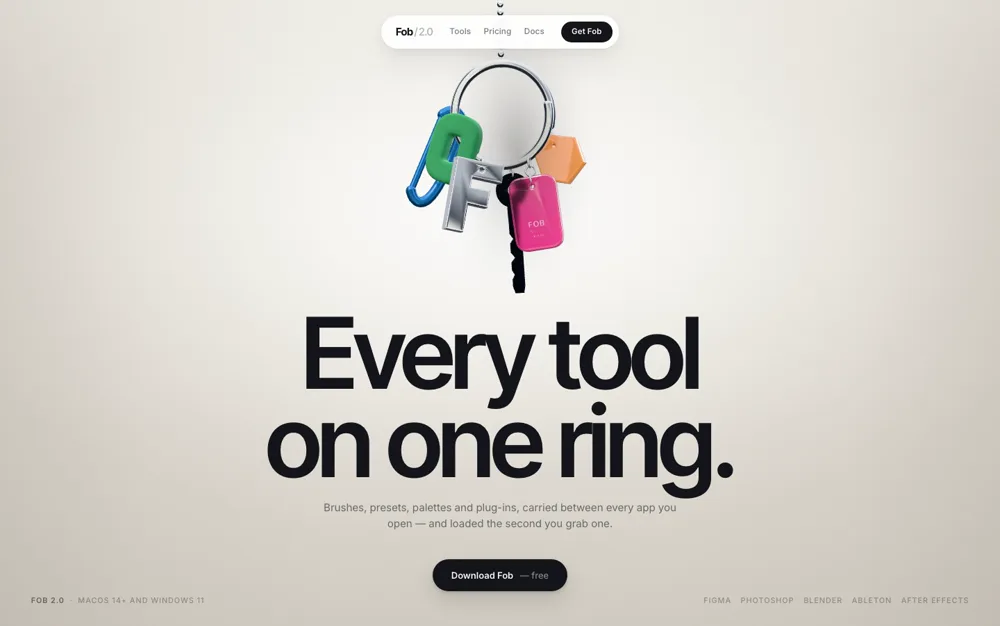 Fob/2.0 Tools Pricing Docs Get Fob
F
FOB
Every tool
on one ring.
Brushes, presets, palettes and plug-ins, carried between every app you
open — and loaded the second you grab one.
Download Fob — free
FOB 2.0 · MACOS 14+ AND WINDOWS 11
FIGMA PHOTOSHOP BLENDER ABLETON AFTER EFFECTS